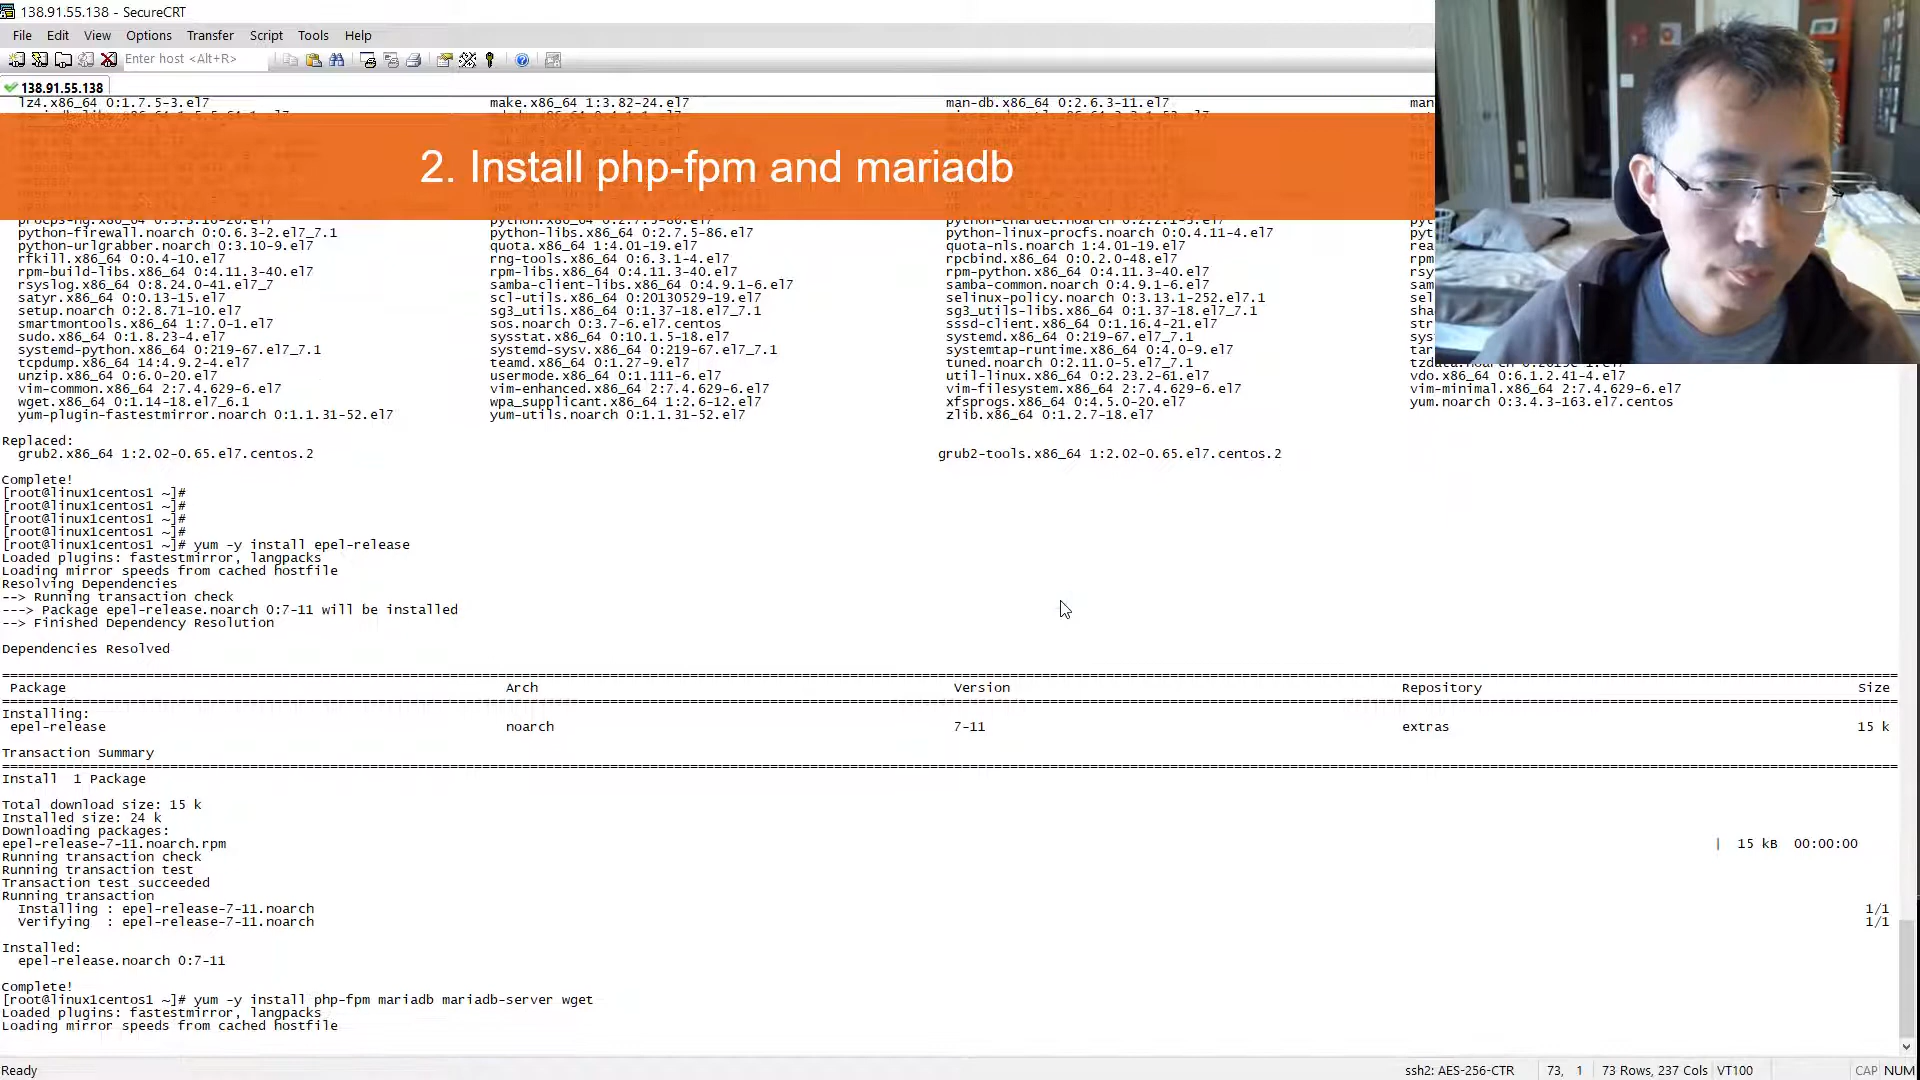 138.91.55.138 - SecureCRT
File Edit View Options Transfer Script Tools Help
Enter host <Alt+R>
138.91.55.138
lz4.x86_64 0:1.7.5-3.el7 make.x86_64 1:3.82-24.el7 man-db.x86_64 0:2.6.3-11.el7 man
2. Install php-fpm and mariadb
python-firewall.noarch 0:0.6.3-2.el7_7.1 python-libs.x86_64 0:2.7.5-86.el7 python-linux-procfs.noarch 0:0.4.11-4.el7 pyt
python-urlgrabber.noarch 0:3.10-9.el7 quota.x86_64 1:4.01-19.el7 quota-nls.noarch 1:4.01-19.el7 rea
rfkill.x86_64 0:0.4-10.el7 rng-tools.x86_64 0:6.3.1-4.el7 rpcbind.x86_64 0:0.2.0-48.el7 rpm
rpm-build-libs.x86_64 0:4.11.3-40.el7 rpm-libs.x86_64 0:4.11.3-40.el7 rpm-python.x86_64 0:4.11.3-40.el7 rsy
rsyslog.x86_64 0:8.24.0-41.el7_7 samba-client-libs.x86_64 0:4.9.1-6.el7 samba-common.noarch 0:4.9.1-6.el7 sam
satyr.x86_64 0:0.13-15.el7 scl-utils.x86_64 0:20130529-19.el7 selinux-policy.noarch 0:3.13.1-252.el7.1 sel
setup.noarch 0:2.8.71-10.el7 sg3_utils.x86_64 0:1.37-18.el7_7.1 sg3_utils-libs.x86_64 0:1.37-18.el7_7.1 sha
smartmontools.x86_64 1:7.0-1.el7 sos.noarch 0:3.7-6.el7.centos sssd-client.x86_64 0:1.16.4-21.el7 str
sudo.x86_64 0:1.8.23-4.el7 sysstat.x86_64 0:10.1.5-18.el7 systemd.x86_64 0:219-67.el7_7.1 sys
systemd-python.x86_64 0:219-67.el7_7.1 systemd-sysv.x86_64 0:219-67.el7_7.1 systemtap-runtime.x86_64 0:4.0-9.el7 tar
tcpdump.x86_64 14:4.9.2-4.el7 teamd.x86_64 0:1.27-9.el7 tuned.noarch 0:2.11.0-5.el7_7.1
unzip.x86_64 0:6.0-20.el7 usermode.x86_64 0:1.111-6.el7 util-linux.x86_64 0:2.23.2-61.el7 vdo.x86_64 0:6.1.2.41-4.el7
vim-common.x86_64 2:7.4.629-6.el7 vim-enhanced.x86_64 2:7.4.629-6.el7 vim-filesystem.x86_64 2:7.4.629-6.el7 vim-minimal.x86_64 2:7.4.629-6.el7
wget.x86_64 0:1.14-18.el7_6.1 wpa_supplicant.x86_64 1:2.6-12.el7 xfsprogs.x86_64 0:4.5.0-20.el7 yum.noarch 0:3.4.3-163.el7.centos
yum-plugin-fastestmirror.noarch 0:1.1.31-52.el7 yum-utils.noarch 0:1.1.31-52.el7 zlib.x86_64 0:1.2.7-18.el7
Replaced:
grub2.x86_64 1:2.02-0.65.el7.centos.2 grub2-tools.x86_64 1:2.02-0.65.el7.centos.2
Complete!
[root@linux1centos1 ~]#
[root@linux1centos1 ~]#
[root@linux1centos1 ~]#
[root@linux1centos1 ~]#
[root@linux1centos1 ~]# yum -y install epel-release
Loaded plugins: fastestmirror, langpacks
Loading mirror speeds from cached hostfile
Resolving Dependencies
--> Running transaction check
---> Package epel-release.noarch 0:7-11 will be installed
--> Finished Dependency Resolution
Dependencies Resolved
Package Arch Version Repository Size
Installing:
epel-release noarch 7-11 extras 15 k
Transaction Summary
Install 1 Package
Total download size: 15 k
Installed size: 24 k
Downloading packages:
epel-release-7-11.noarch.rpm | 15 kB 00:00:00
Running transaction check
Running transaction test
Transaction test succeeded
Running transaction
Installing : epel-release-7-11.noarch 1/1
Verifying : epel-release-7-11.noarch 1/1
Installed:
epel-release.noarch 0:7-11
Complete!
[root@linux1centos1 ~]# yum -y install php-fpm mariadb mariadb-server wget
Loaded plugins: fastestmirror, langpacks
Loading mirror speeds from cached hostfile
Ready ssh2: AES-256-CTR 73, 1 73 Rows, 237 Cols VT100 CAP NUM